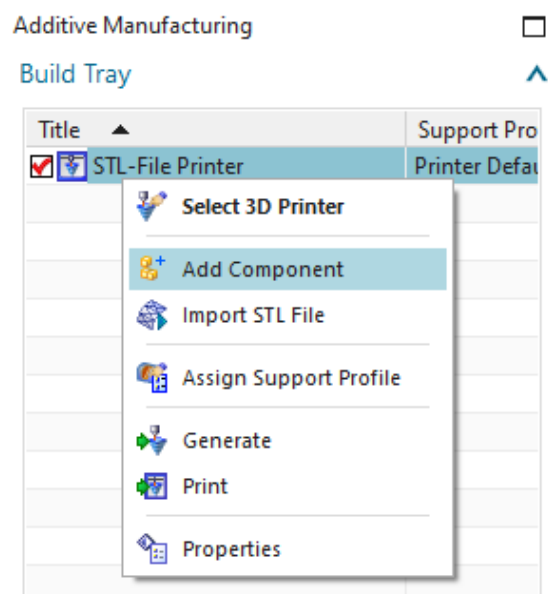 Additive Manufacturing
Build Tray
Title Support Pro
STL-File Printer Printer Defau
Select 3D Printer
Add Component
Import STL File
Assign Support Profile
Generate
Print
Properties